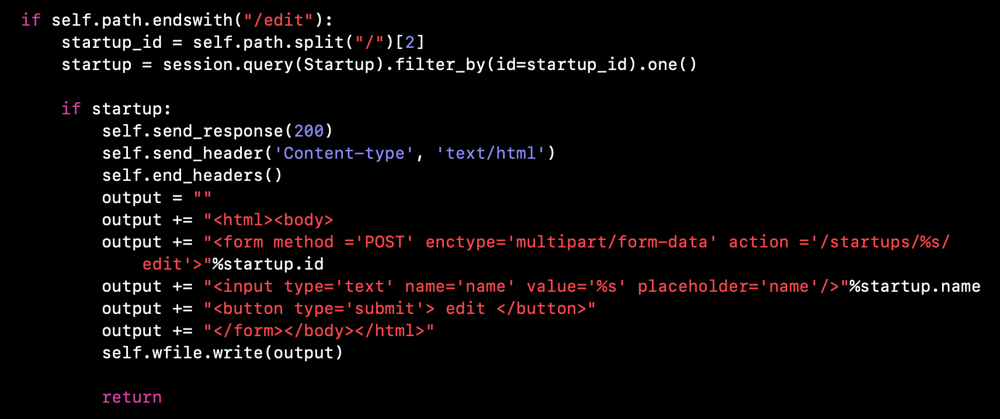 if self.path.endswith("/edit"):
    startup_id = self.path.split("/")[2]
    startup = session.query(Startup).filter_by(id=startup_id).one()

    if startup:
        self.send_response(200)
        self.send_header('Content-type', 'text/html')
        self.end_headers()
        output = ""
        output += "<html><body>
        output += "<form method ='POST' enctype='multipart/form-data' action ='/startups/%s/
            edit'>"%startup.id
        output += "<input type='text' name='name' value='%s' placeholder='name'/>"%startup.name
        output += "<button type='submit'> edit </button>"
        output += "</form></body></html>"
        self.wfile.write(output)

        return